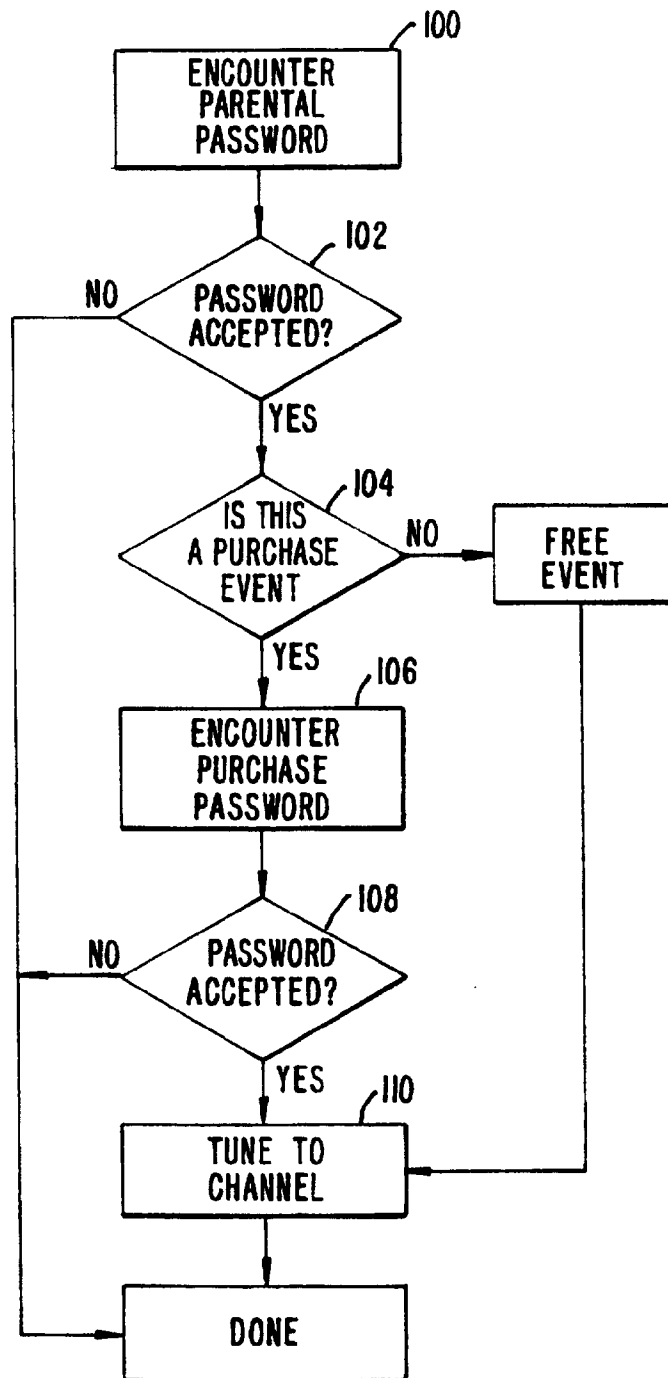 100
ENCOUNTER
PARENTAL
PASSWORD
102
NO
PASSWORD
ACCEPTED?
YES
104
IS THIS
A PURCHASE
EVENT
NO
FREE
EVENT
YES
106
ENCOUNTER
PURCHASE
PASSWORD
108
NO
PASSWORD
ACCEPTED?
YES
110
TUNE TO
CHANNEL
DONE